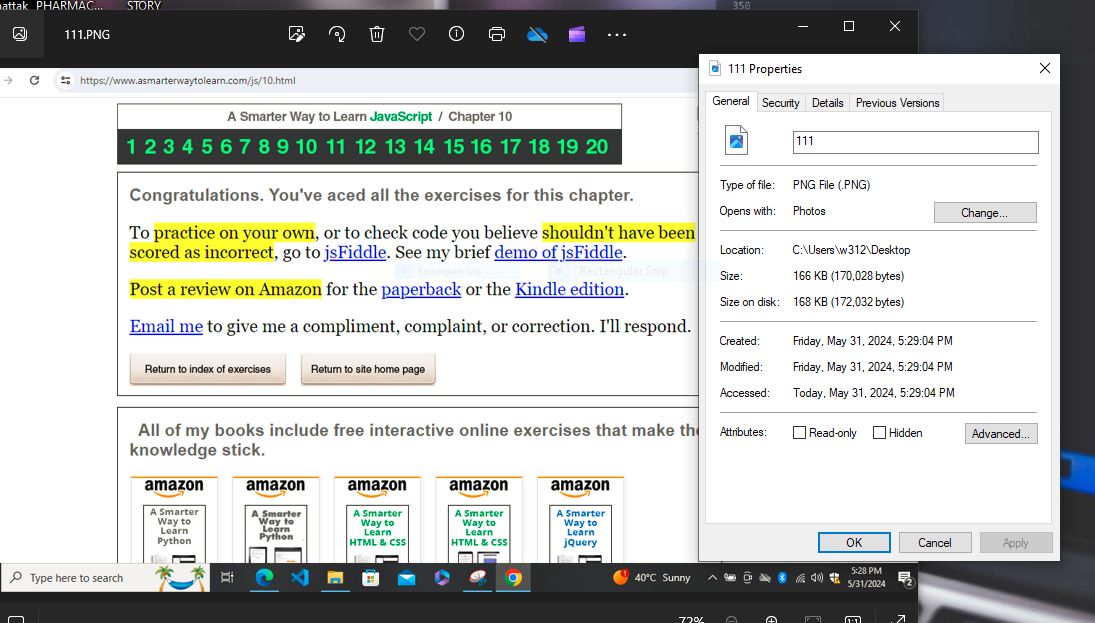 PHARMAC... STORY
350
111.PNG
https://www.asmarterwaytolearn.com/js/10.html
A Smarter Way to Learn JavaScript / Chapter 10
1 2 3 4 5 6 7 8 9 10 11 12 13 14 15 16 17 18 19 20
Congratulations. You've aced all the exercises for this chapter.
To practice on your own, or to check code you believe shouldn't have been
scored as incorrect, go to jsFiddle. See my brief demo of jsFiddle.
Rectangular Snip Rectangular Snip
Post a review on Amazon for the paperback or the Kindle edition.
Email me to give me a compliment, complaint, or correction. I'll respond.
Return to index of exercises Return to site home page
All of my books include free interactive online exercises that make the
knowledge stick.
amazon amazon amazon amazon amazon
A Smarter Way to Learn Python
A Smarter Way to Learn Python
A Smarter Way to Learn HTML & CSS
A Smarter Way to Learn HTML & CSS
A Smarter Way to Learn jQuery
Type here to search
40°C Sunny
5:28 PM
5/31/2024
2
72%
111 Properties
General Security Details Previous Versions
111
Type of file: PNG File (.PNG)
Opens with: Photos Change...
Location: C:\Users\w312\Desktop
Size: 166 KB (170,028 bytes)
Size on disk: 168 KB (172,032 bytes)
Created: Friday, May 31, 2024, 5:29:04 PM
Modified: Friday, May 31, 2024, 5:29:04 PM
Accessed: Today, May 31, 2024, 5:29:04 PM
Attributes: Read-only Hidden Advanced...
OK Cancel Apply